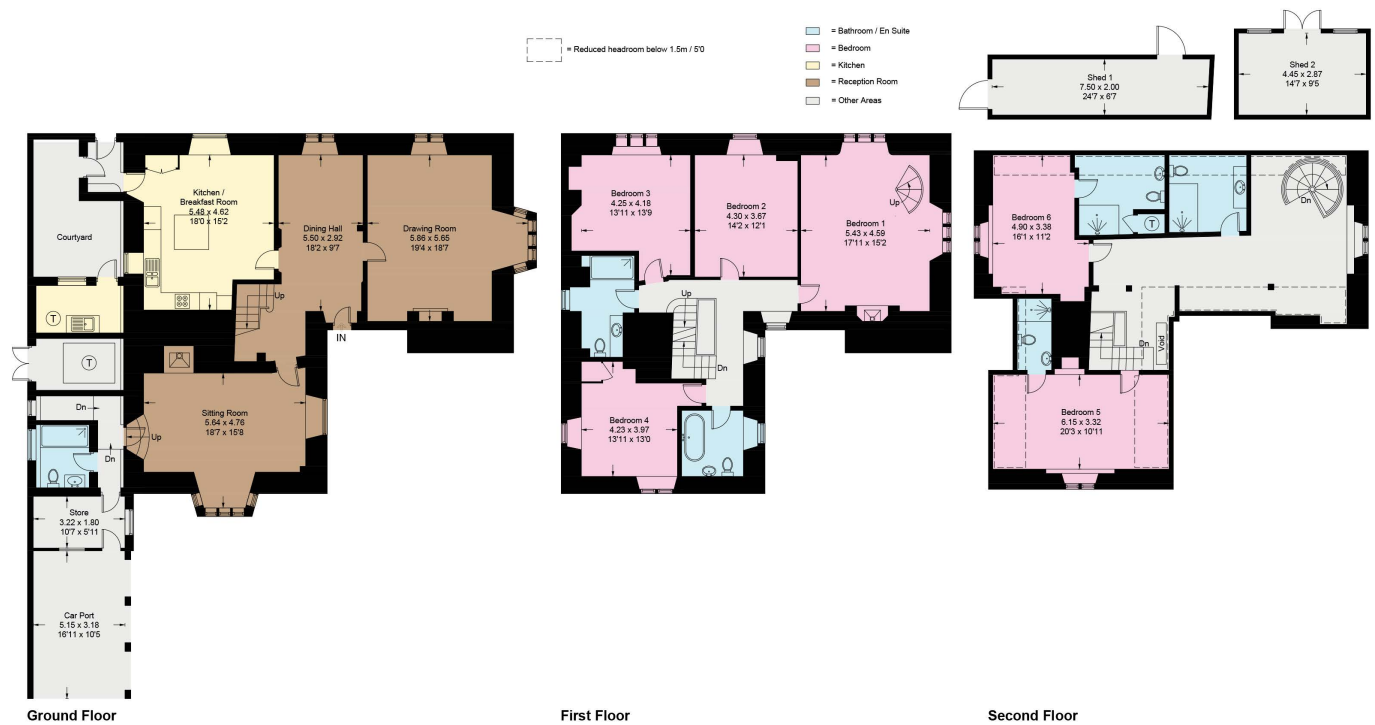 = Reduced headroom below 1.5m / 5'0
= Bathroom / En Suite
= Bedroom
= Kitchen
= Reception Room
= Other Areas
Shed 1
7.50 x 2.00
24'7 x 6'7
Shed 2
4.45 x 2.87
14'7 x 9'5
Courtyard
Kitchen /
Breakfast Room
5.48 x 4.62
18'0 x 15'2
Dining Hall
5.50 x 2.92
18'2 x 9'7
Drawing Room
5.86 x 5.65
19'4 x 18'7
T
Up
IN
T
Sitting Room
5.64 x 4.76
18'7 x 15'8
Dn
Up
Dn
Store
3.22 x 1.80
10'7 x 5'11
Car Port
5.15 x 3.18
16'11 x 10'5
Ground Floor
Bedroom 3
4.25 x 4.18
13'11 x 13'9
Bedroom 2
4.30 x 3.67
14'2 x 12'1
Bedroom 1
5.43 x 4.59
17'11 x 15'2
Up
Up
Dn
Bedroom 4
4.23 x 3.97
13'11 x 13'0
First Floor
Bedroom 6
4.90 x 3.38
16'1 x 11'2
T
Dn
Dn
Void
Bedroom 5
6.15 x 3.32
20'3 x 10'11
Second Floor